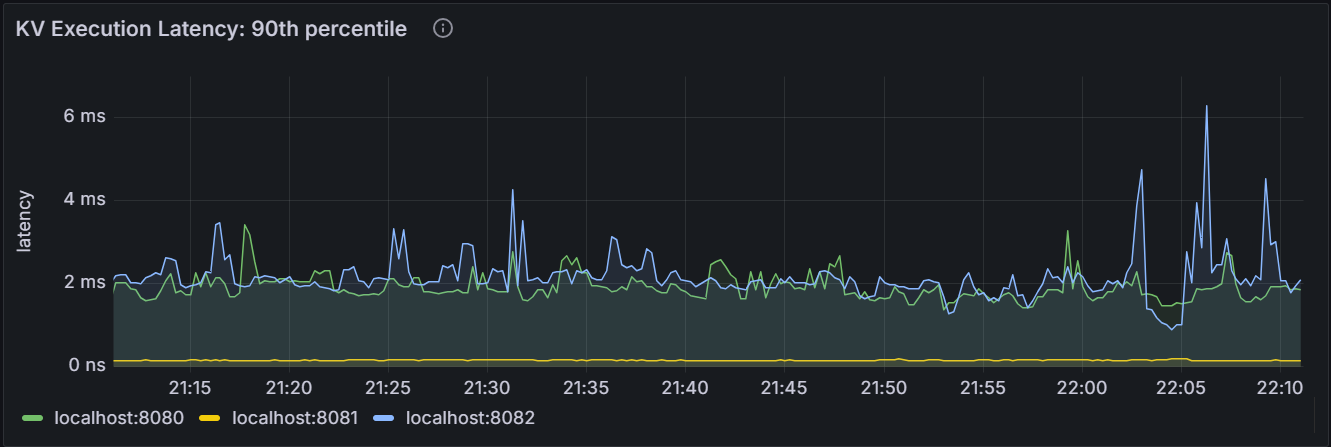 KV Execution Latency: 90th percentile
latency
6 ms
4 ms
2 ms
0 ns
21:15 21:20 21:25 21:30 21:35 21:40 21:45 21:50 21:55 22:00 22:05 22:10
localhost:8080 localhost:8081 localhost:8082